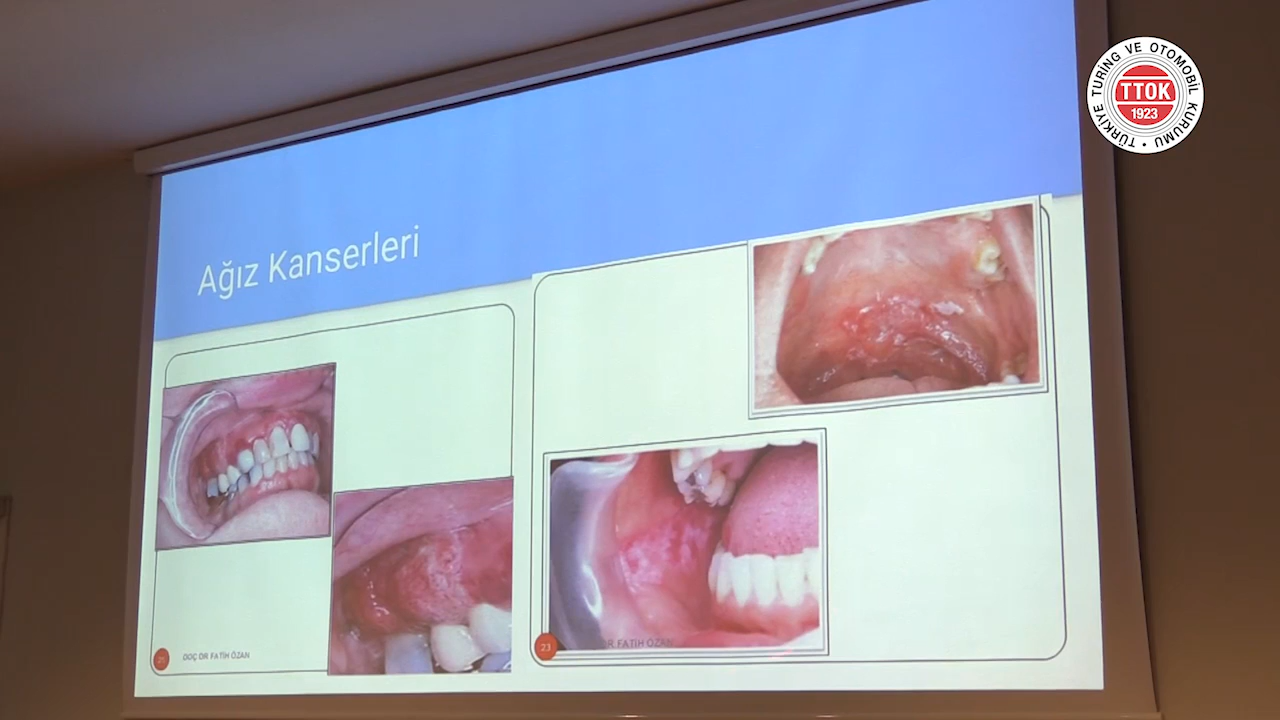 TÜRKİYE TURİNG VE OTOMOBİL KURUMU •
TTOK
1923
Ağız Kanserleri
DOÇ DR FATİH ÖZAN
23
DR FATİH ÖZAN